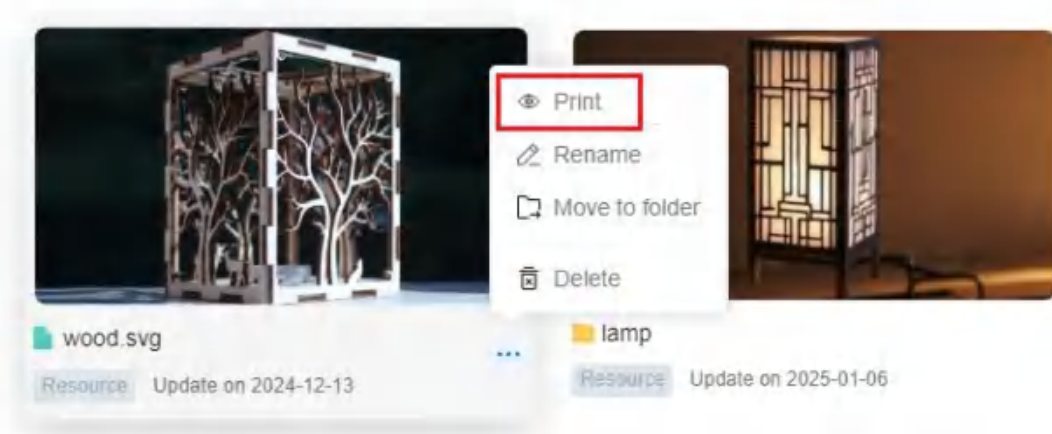 Print
Rename
Move to folder
Delete
wood.svg
...
lamp
Resource Update on 2024-12-13
Resource Update on 2025-01-06